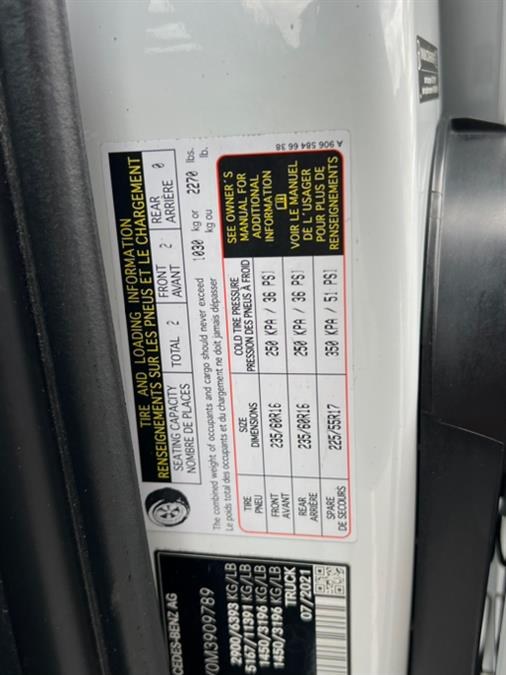 TIRE AND LOADING INFORMATION
RENSEIGNEMENTS SUR LES PNEUS ET LE CHARGEMENT
SEATING CAPACITY
NOMBRE DE PLACES
TOTAL 2
FRONT
AVANT 2
REAR
ARRIÈRE 0
The combined weight of occupants and cargo should never exceed 1030 kg or 2270 lbs.
Le poids total des occupants et du chargement ne doit jamais dépasser kg ou lb.
TIRE
PNEU
SIZE
DIMENSIONS
COLD TIRE PRESSURE
PRESSION DES PNEUS À FROID
FRONT
AVANT
235/60R16
250 KPA / 36 PSI
REAR
ARRIÈRE
235/60R16
250 KPA / 36 PSI
SPARE
DE SECOURS
225/55R17
350 KPA / 51 PSI
SEE OWNER'S
MANUAL FOR
ADDITIONAL
INFORMATION
VOIR LE MANUEL
DE L'USAGER
POUR PLUS DE
RENSEIGNEMENTS
A 906 584 66 38
CEDES-BENZ AG
0M3909789
2900/6393 KG/LB
5167/11391 KG/LB
1450/3196 KG/LB
1450/3196 KG/LB
TRUCK
07/2021